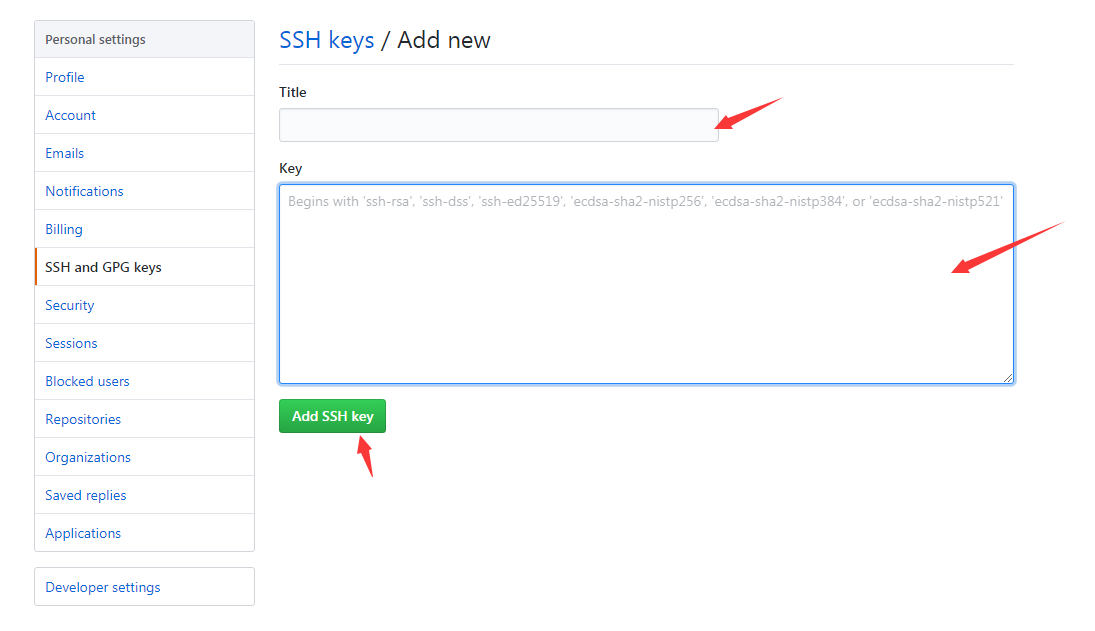 Personal settings
Profile
Account
Emails
Notifications
Billing
SSH and GPG keys
Security
Sessions
Blocked users
Repositories
Organizations
Saved replies
Applications
Developer settings
SSH keys / Add new
Title
Key
Begins with 'ssh-rsa', 'ssh-dss', 'ssh-ed25519', 'ecdsa-sha2-nistp256', 'ecdsa-sha2-nistp384', or 'ecdsa-sha2-nistp521'
Add SSH key